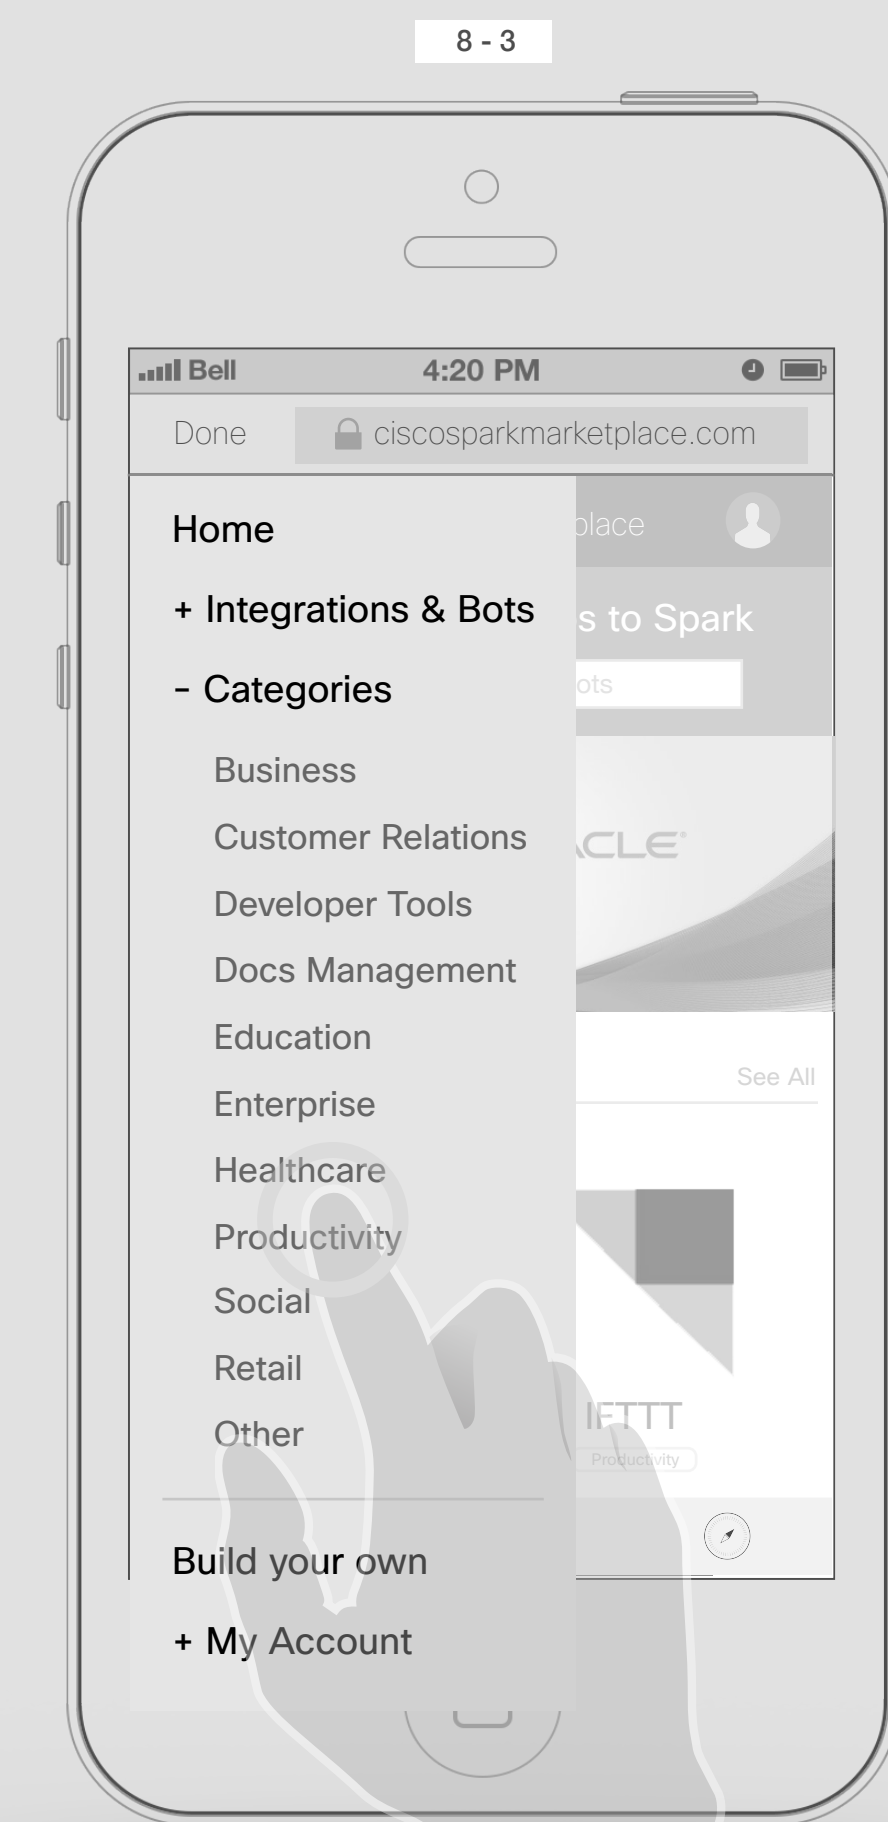 8 - 3
Bell 4:20 PM
Done ciscosparkmarketplace.com
Home
place
+ Integrations & Bots
s to Spark
- Categories
ots
Business
Customer Relations
CLE
Developer Tools
Docs Management
Education
See All
Enterprise
Healthcare
Productivity
Social
Retail
IFTTT
Other
Productivity
Build your own
+ My Account